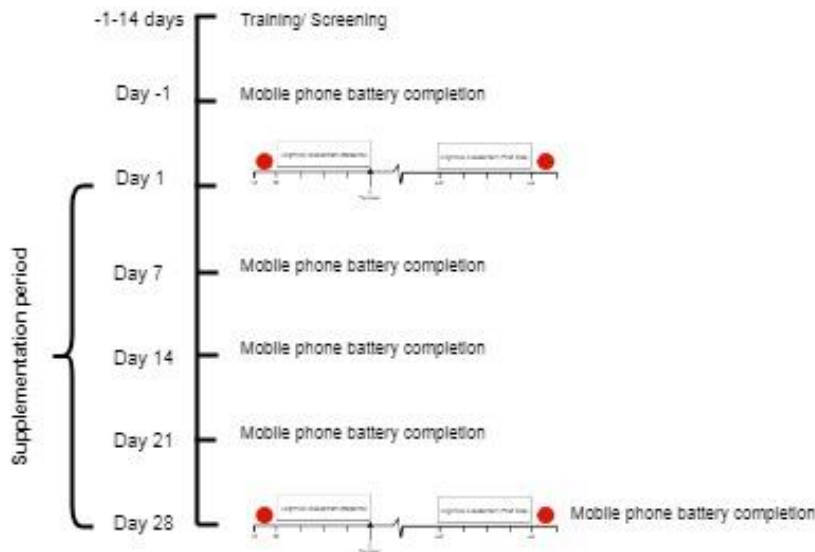 -1-14 days Training/ Screening
Day -1 Mobile phone battery completion
Day 1
Supplementation period
Day 7 Mobile phone battery completion
Day 14 Mobile phone battery completion
Day 21 Mobile phone battery completion
Day 28 Mobile phone battery completion